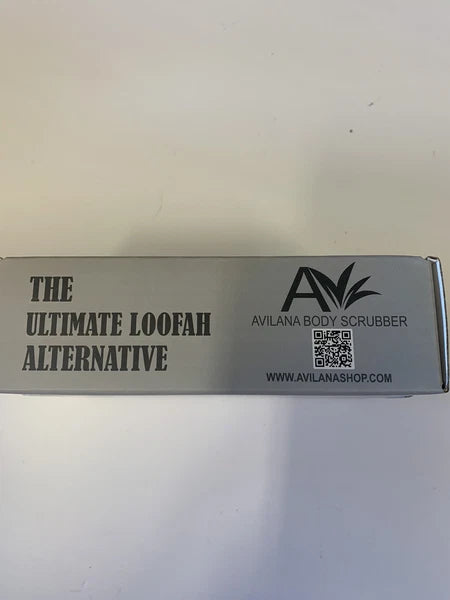 THE
ULTIMATE LOOFAH
ALTERNATIVE
AV
AVILANA BODY SCRUBBER
WWW.AVILANASHOP.COM